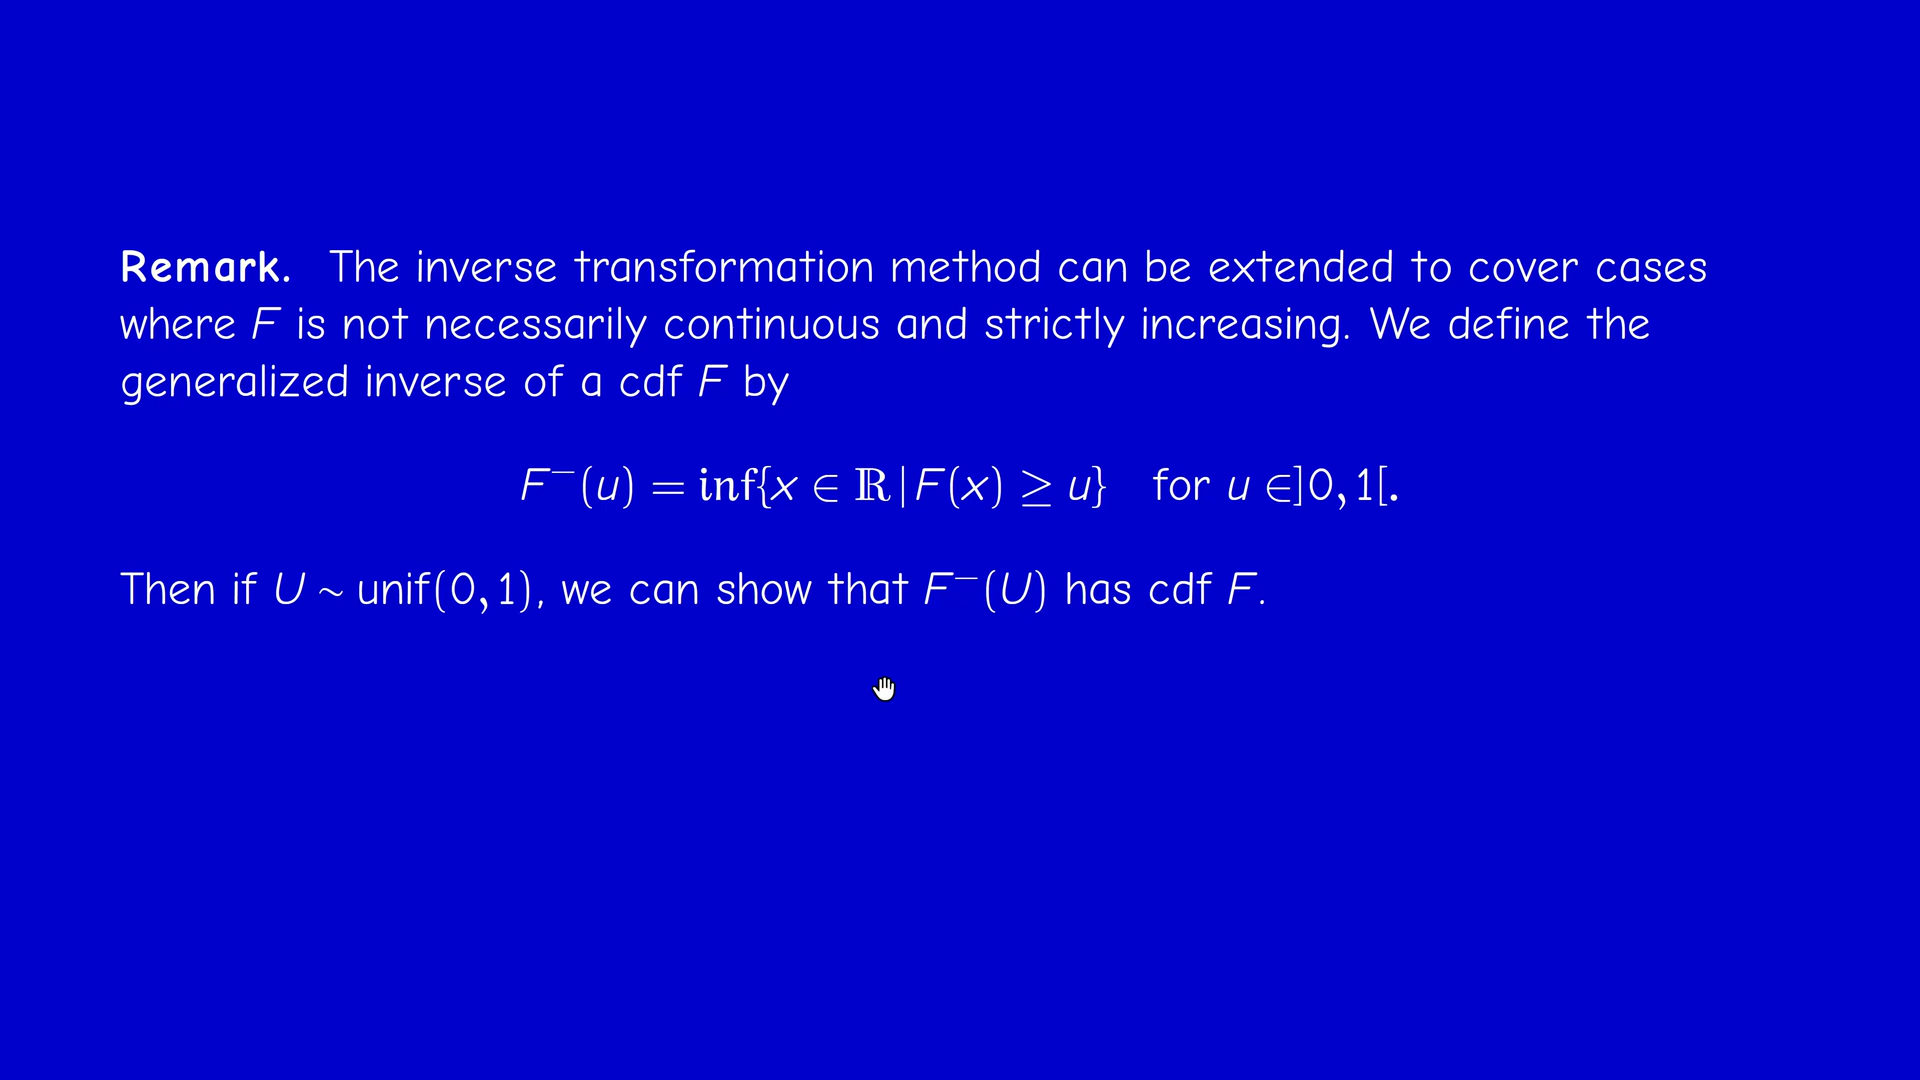 Remark. The inverse transformation method can be extended to cover cases
where F is not necessarily continuous and strictly increasing. We define the
generalized inverse of a cdf F by
F⁻(u) = inf{x ∈ ℝ | F(x) ≥ u} for u ∈]0, 1[.
Then if U ~ unif(0, 1), we can show that F⁻(U) has cdf F.